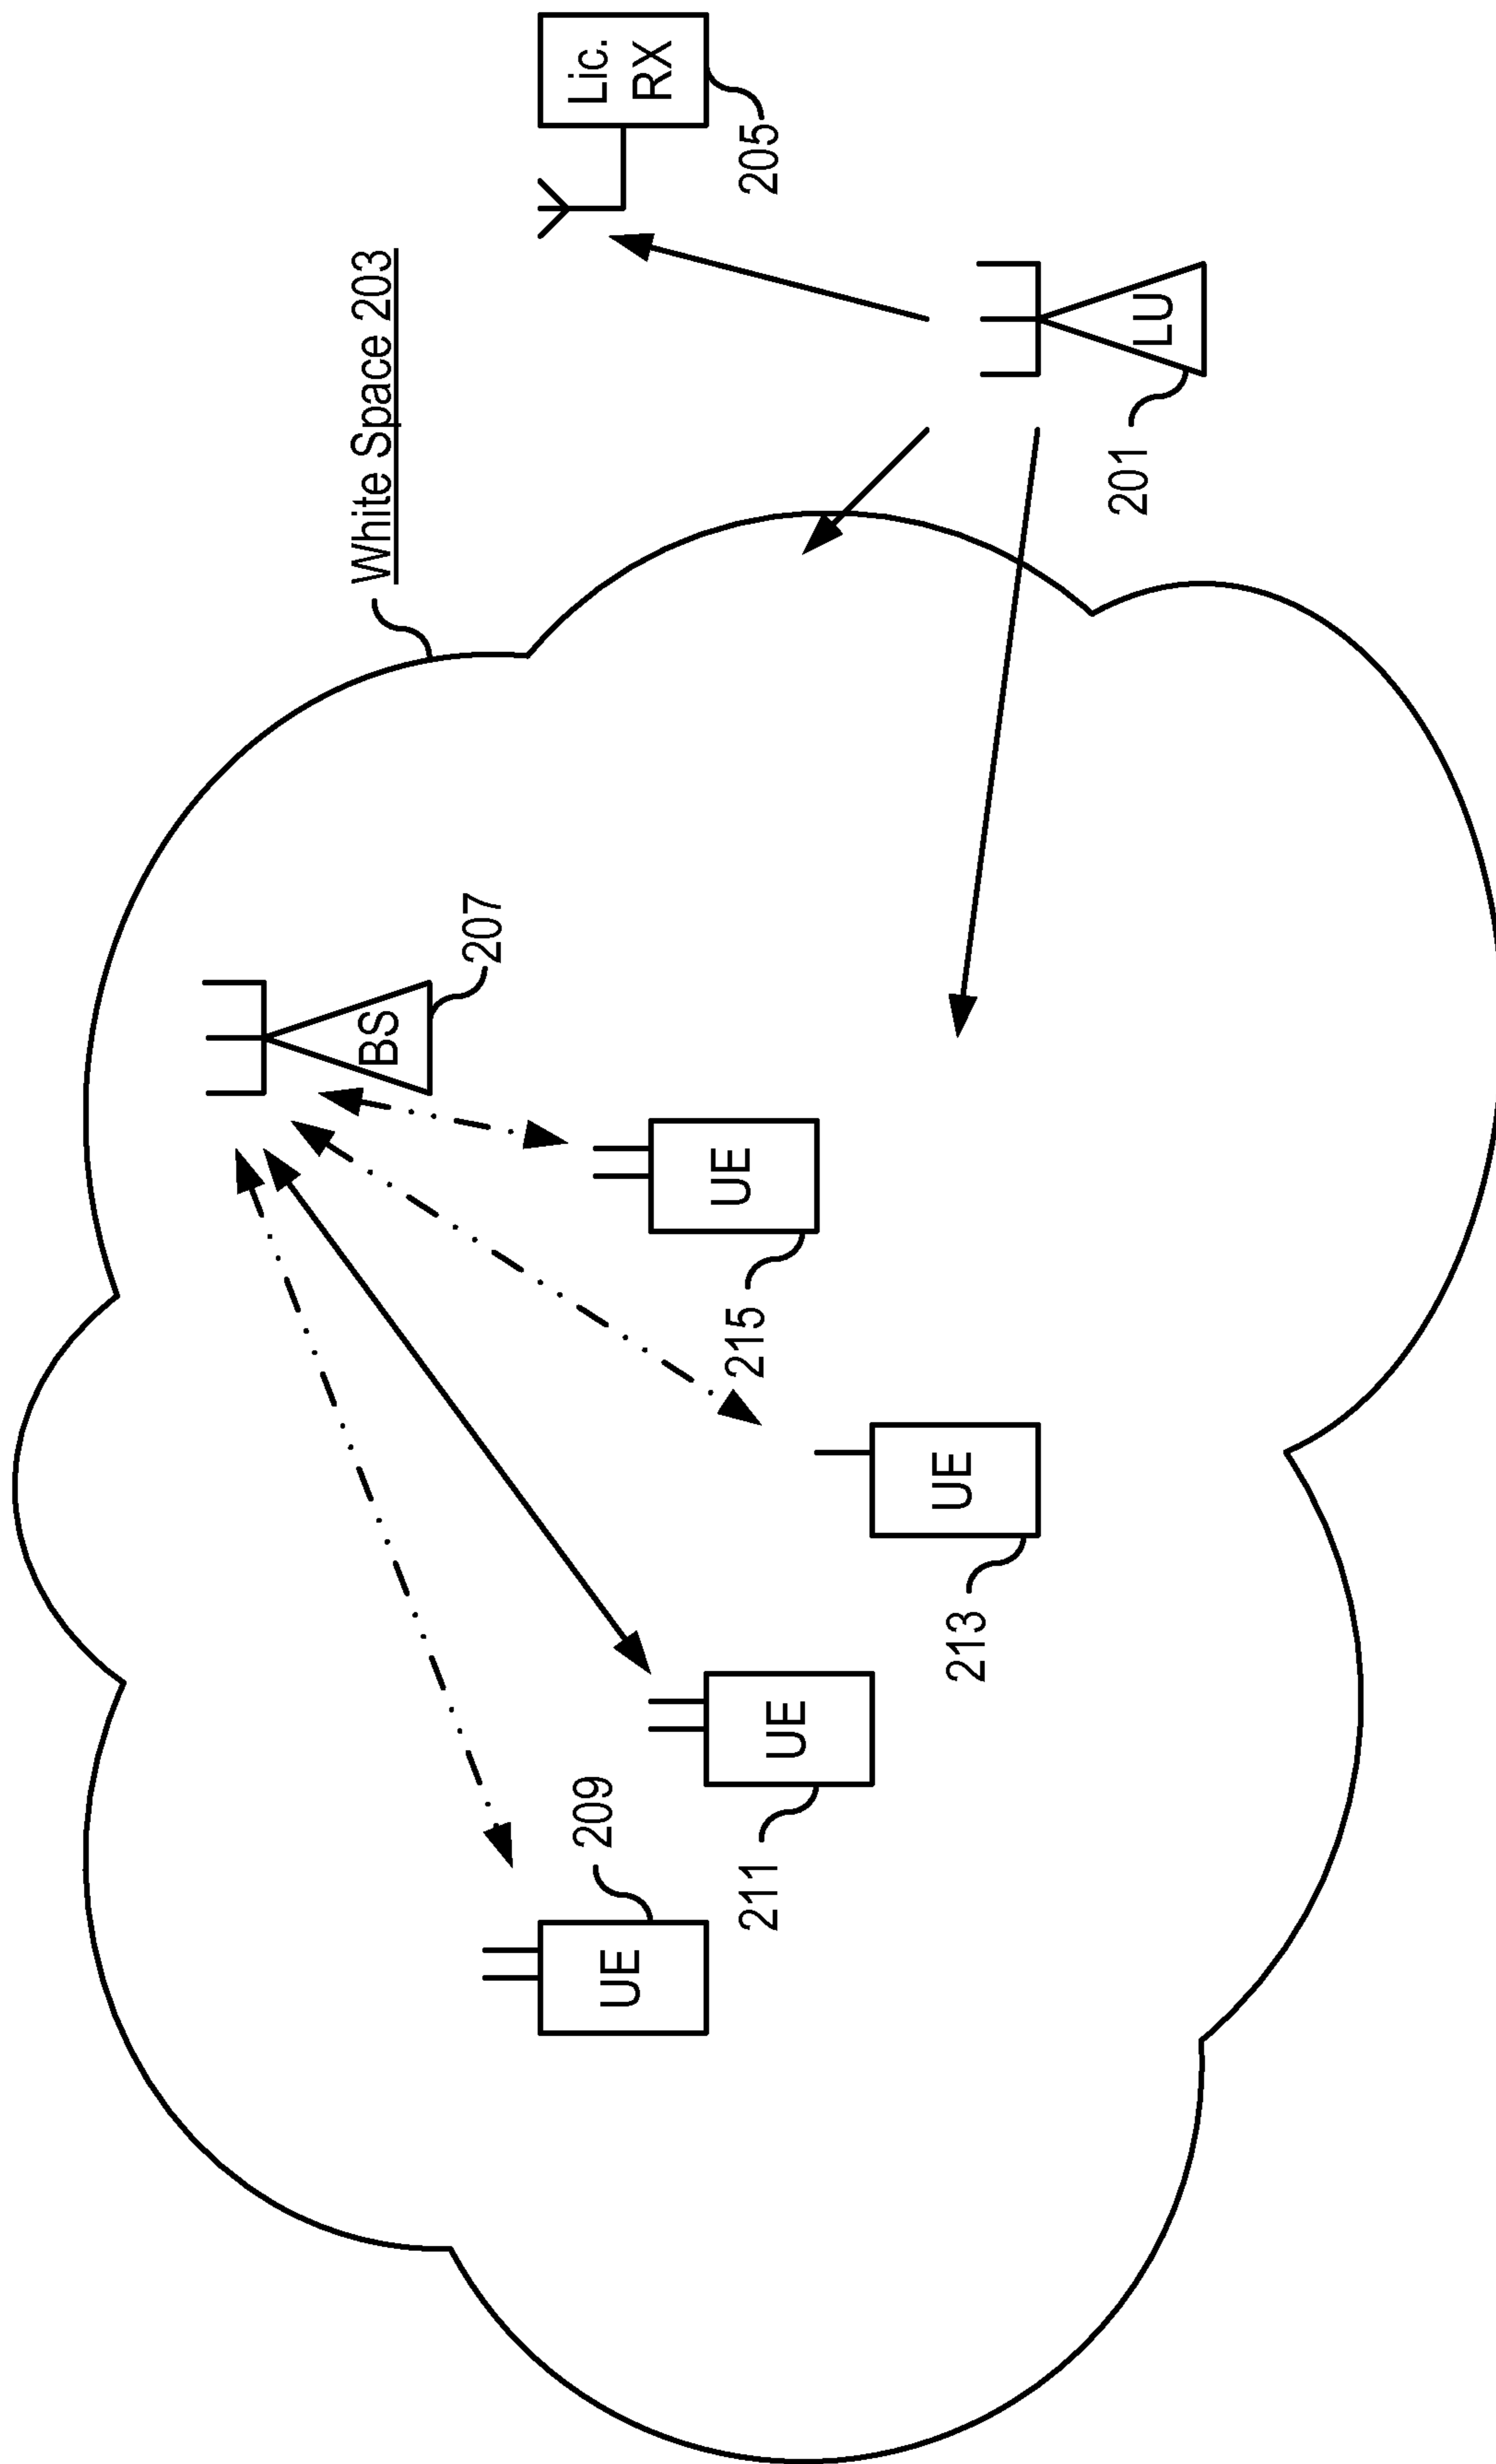 White Space 203
Lic.
RX
205
BS
207
LU
201
UE
215
UE
213
UE
211
UE
209